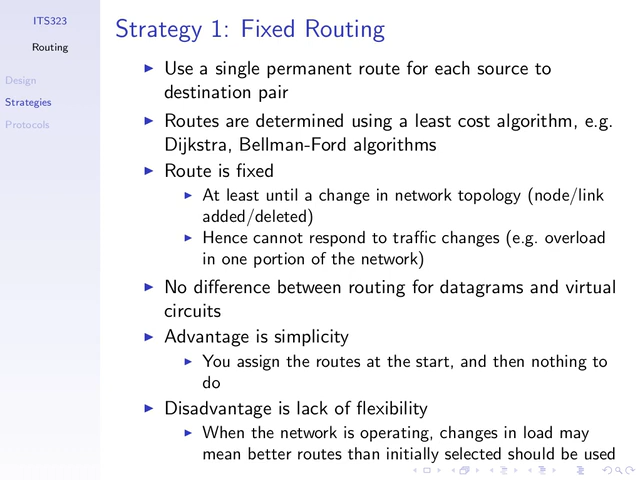 ITS323
Routing
Design
Strategies
Protocols
Strategy 1: Fixed Routing
Use a single permanent route for each source to
destination pair
Routes are determined using a least cost algorithm, e.g.
Dijkstra, Bellman-Ford algorithms
Route is fixed
At least until a change in network topology (node/link
added/deleted)
Hence cannot respond to traffic changes (e.g. overload
in one portion of the network)
No difference between routing for datagrams and virtual
circuits
Advantage is simplicity
You assign the routes at the start, and then nothing to
do
Disadvantage is lack of flexibility
When the network is operating, changes in load may
mean better routes than initially selected should be used